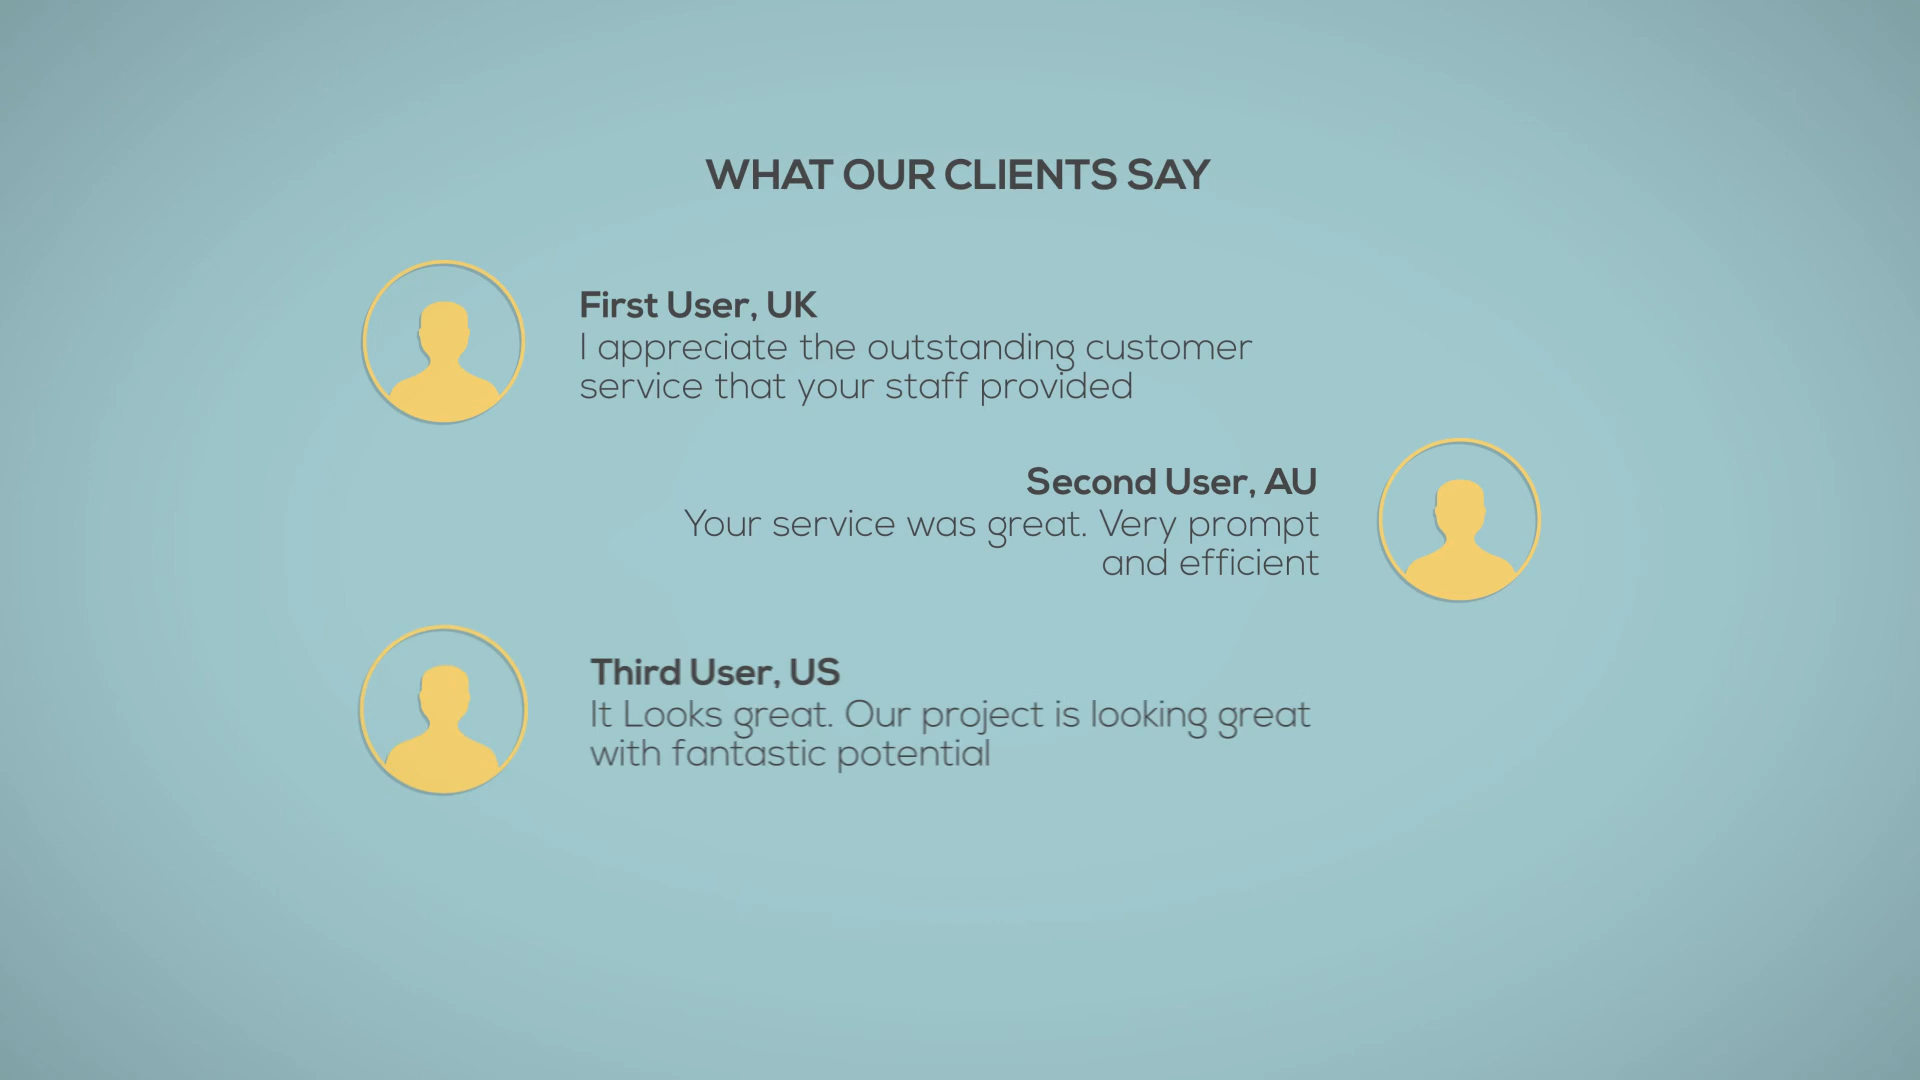 WHAT OUR CLIENTS SAY
First User, UK
I appreciate the outstanding customer
service that your staff provided
Second User, AU
Your service was great. Very prompt
and efficient
Third User, US
It Looks great. Our project is looking great
with fantastic potential